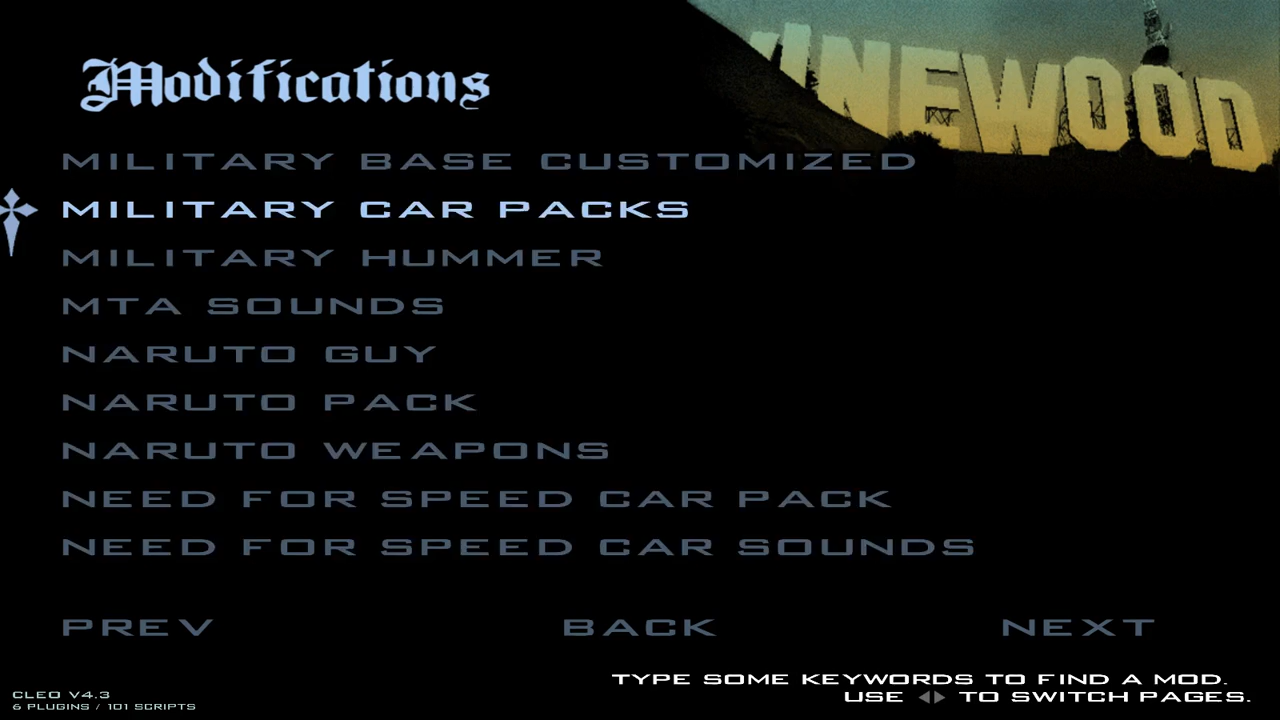 INEWOOD
Modifications
MILITARY BASE CUSTOMIZED
MILITARY CAR PACKS
MILITARY HUMMER
MTA SOUNDS
NARUTO GUY
NARUTO PACK
NARUTO WEAPONS
NEED FOR SPEED CAR PACK
NEED FOR SPEED CAR SOUNDS
PREV BACK NEXT
TYPE SOME KEYWORDS TO FIND A MOD.
USE ◀▶ TO SWITCH PAGES.
CLEO V4.3
6 PLUGINS / 101 SCRIPTS